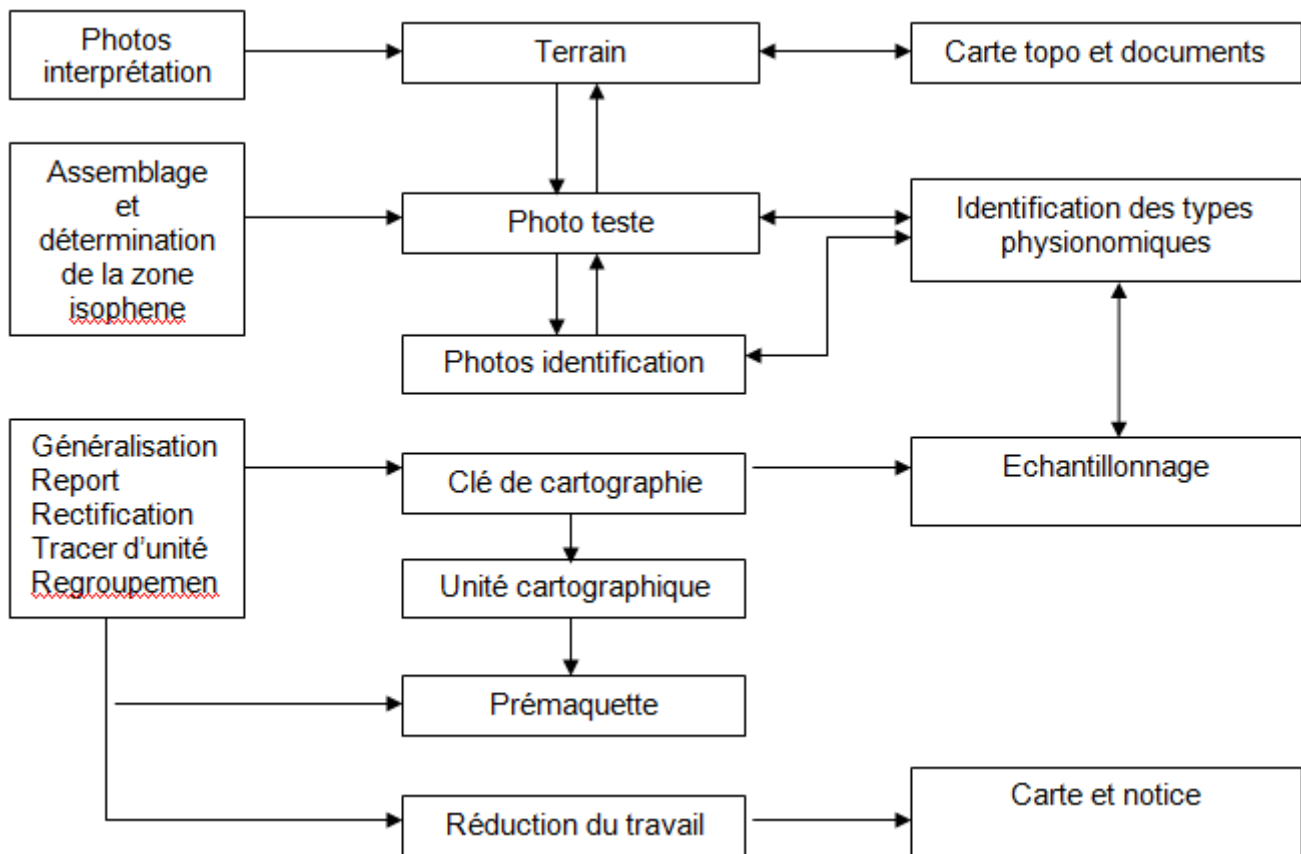 Photos
interprétation
Terrain
Carte topo et documents
Assemblage
et
détermination
de la zone
isophene
Photo teste
Identification des types
physionomiques
Photos identification
Généralisation
Report
Rectification
Tracer d'unité
Regroupemen
Clé de cartographie
Echantillonnage
Unité cartographique
Prémaquette
Réduction du travail
Carte et notice